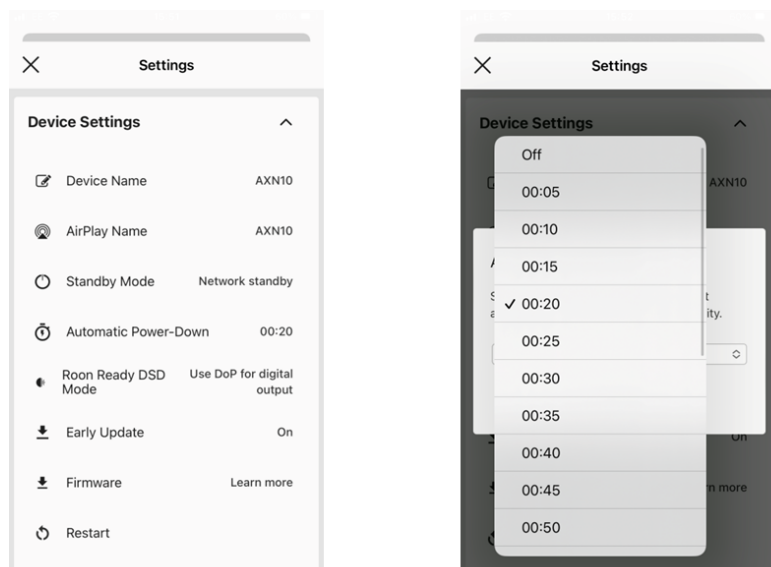 Settings
Device Settings
Device Name AXN10
AirPlay Name AXN10
Standby Mode Network standby
Automatic Power-Down 00:20
Roon Ready DSD Mode Use DoP for digital output
Early Update On
Firmware Learn more
Restart
Settings
Device Settings
AXN10
Off
00:05
00:10
00:15
✓ 00:20
00:25
00:30
00:35
00:40
00:45
00:50
ity.
On
rn more